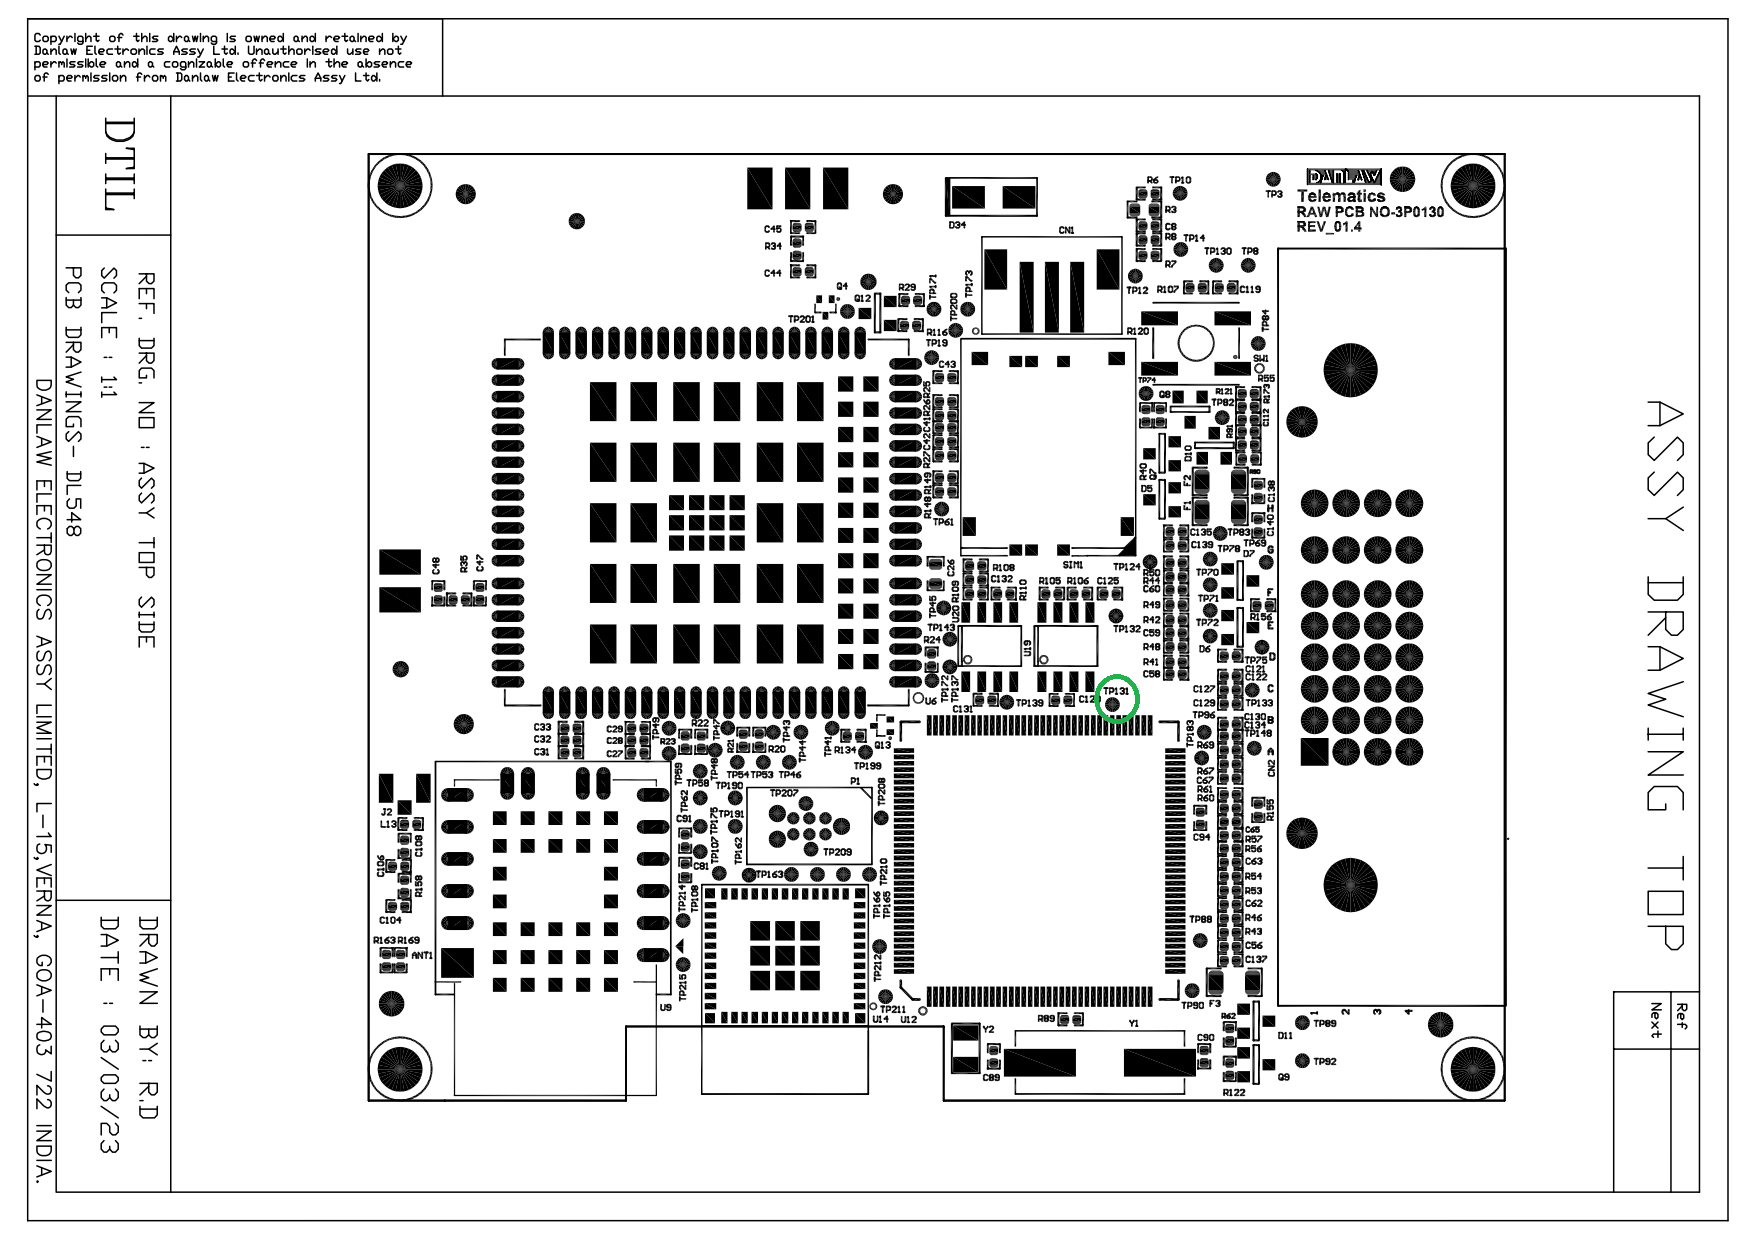 Copyright of this drawing is owned and retained by
Danlaw Electronics Assy Ltd. Unauthorised use not
permissible and a cognizable offence in the absence
of permission from Danlaw Electronics Assy Ltd.
DTIL
REF. DRG. NO : ASSY TOP SIDE
SCALE : 1:1
PCB DRAWINGS- DL548
DANLAW ELECTRONICS ASSY LIMITED, L-15,VERNA, GOA-403 722 INDIA.
DRAWN BY: R.D
DATE : 03/03/23
ASSY DRAWING TOP
Ref
Next
DANLAW
Telematics
RAW PCB NO-3P0130
REV_01.4
TP3
R6 TP10
R3
C8
R8 TP14
R7
TP130 TP8
TP12
R107 C119
D34
CN1
C45
R34
C44
Q4
Q12
R29
TP171
TP173
TP200
TP201
R116
TP19
R120
TP84
SW1
R55
C43
TP74
Q8
R121
R173
TP82
C112
R91
R25
R26
C41
C42
R27
R149
R148
TP61
D10
R40
Q7
D5
F2
F1
C138
H
C140
C135
TP83
C139
TP78
TP69
D7
G
SIM1
TP124
C26
R108
C132
R109
R110
R105 R106 C125
R50
R44
C60
TP70
TP71
TP72
F
R156
E
TP45
U20
TP143
R24
TP132
R49
R42
C59
R48
R41
C58
D6
U19
TP75
D
C121
C122
C127
C
C129
TP133
TP172
TP137
U6
C131
TP139
TP131
TP96
C130
B
C134
TP148
TP183
R69
A
CN2
C48
R35
C47
C33
C32
C31
C29
C28
C27
TP49
R23
R22
TP47
R21
R20
TP43
TP44
TP41
R134
Q13
TP199
TP48
TP54 TP53 TP46
TP59
TP58
TP190
R67
C67
R61
R60
R155
P1
TP207
TP208
TP62
C91
TP175
TP191
C94
C65
R57
R56
C63
R54
R53
C62
R46
R43
C56
C137
J2
L13
C108
C106
R158
C104
TP107
TP162
C81
TP209
TP210
TP163
TP214
TP108
TP166
TP165
TP88
R163 R169
ANT1
TP215
TP212
U9
TP211
U14 U12
TP90
F3
R62
1
2
3
4
TP89
D11
Y2
R89
Y1
C90
C89
Q9
TP92
R122